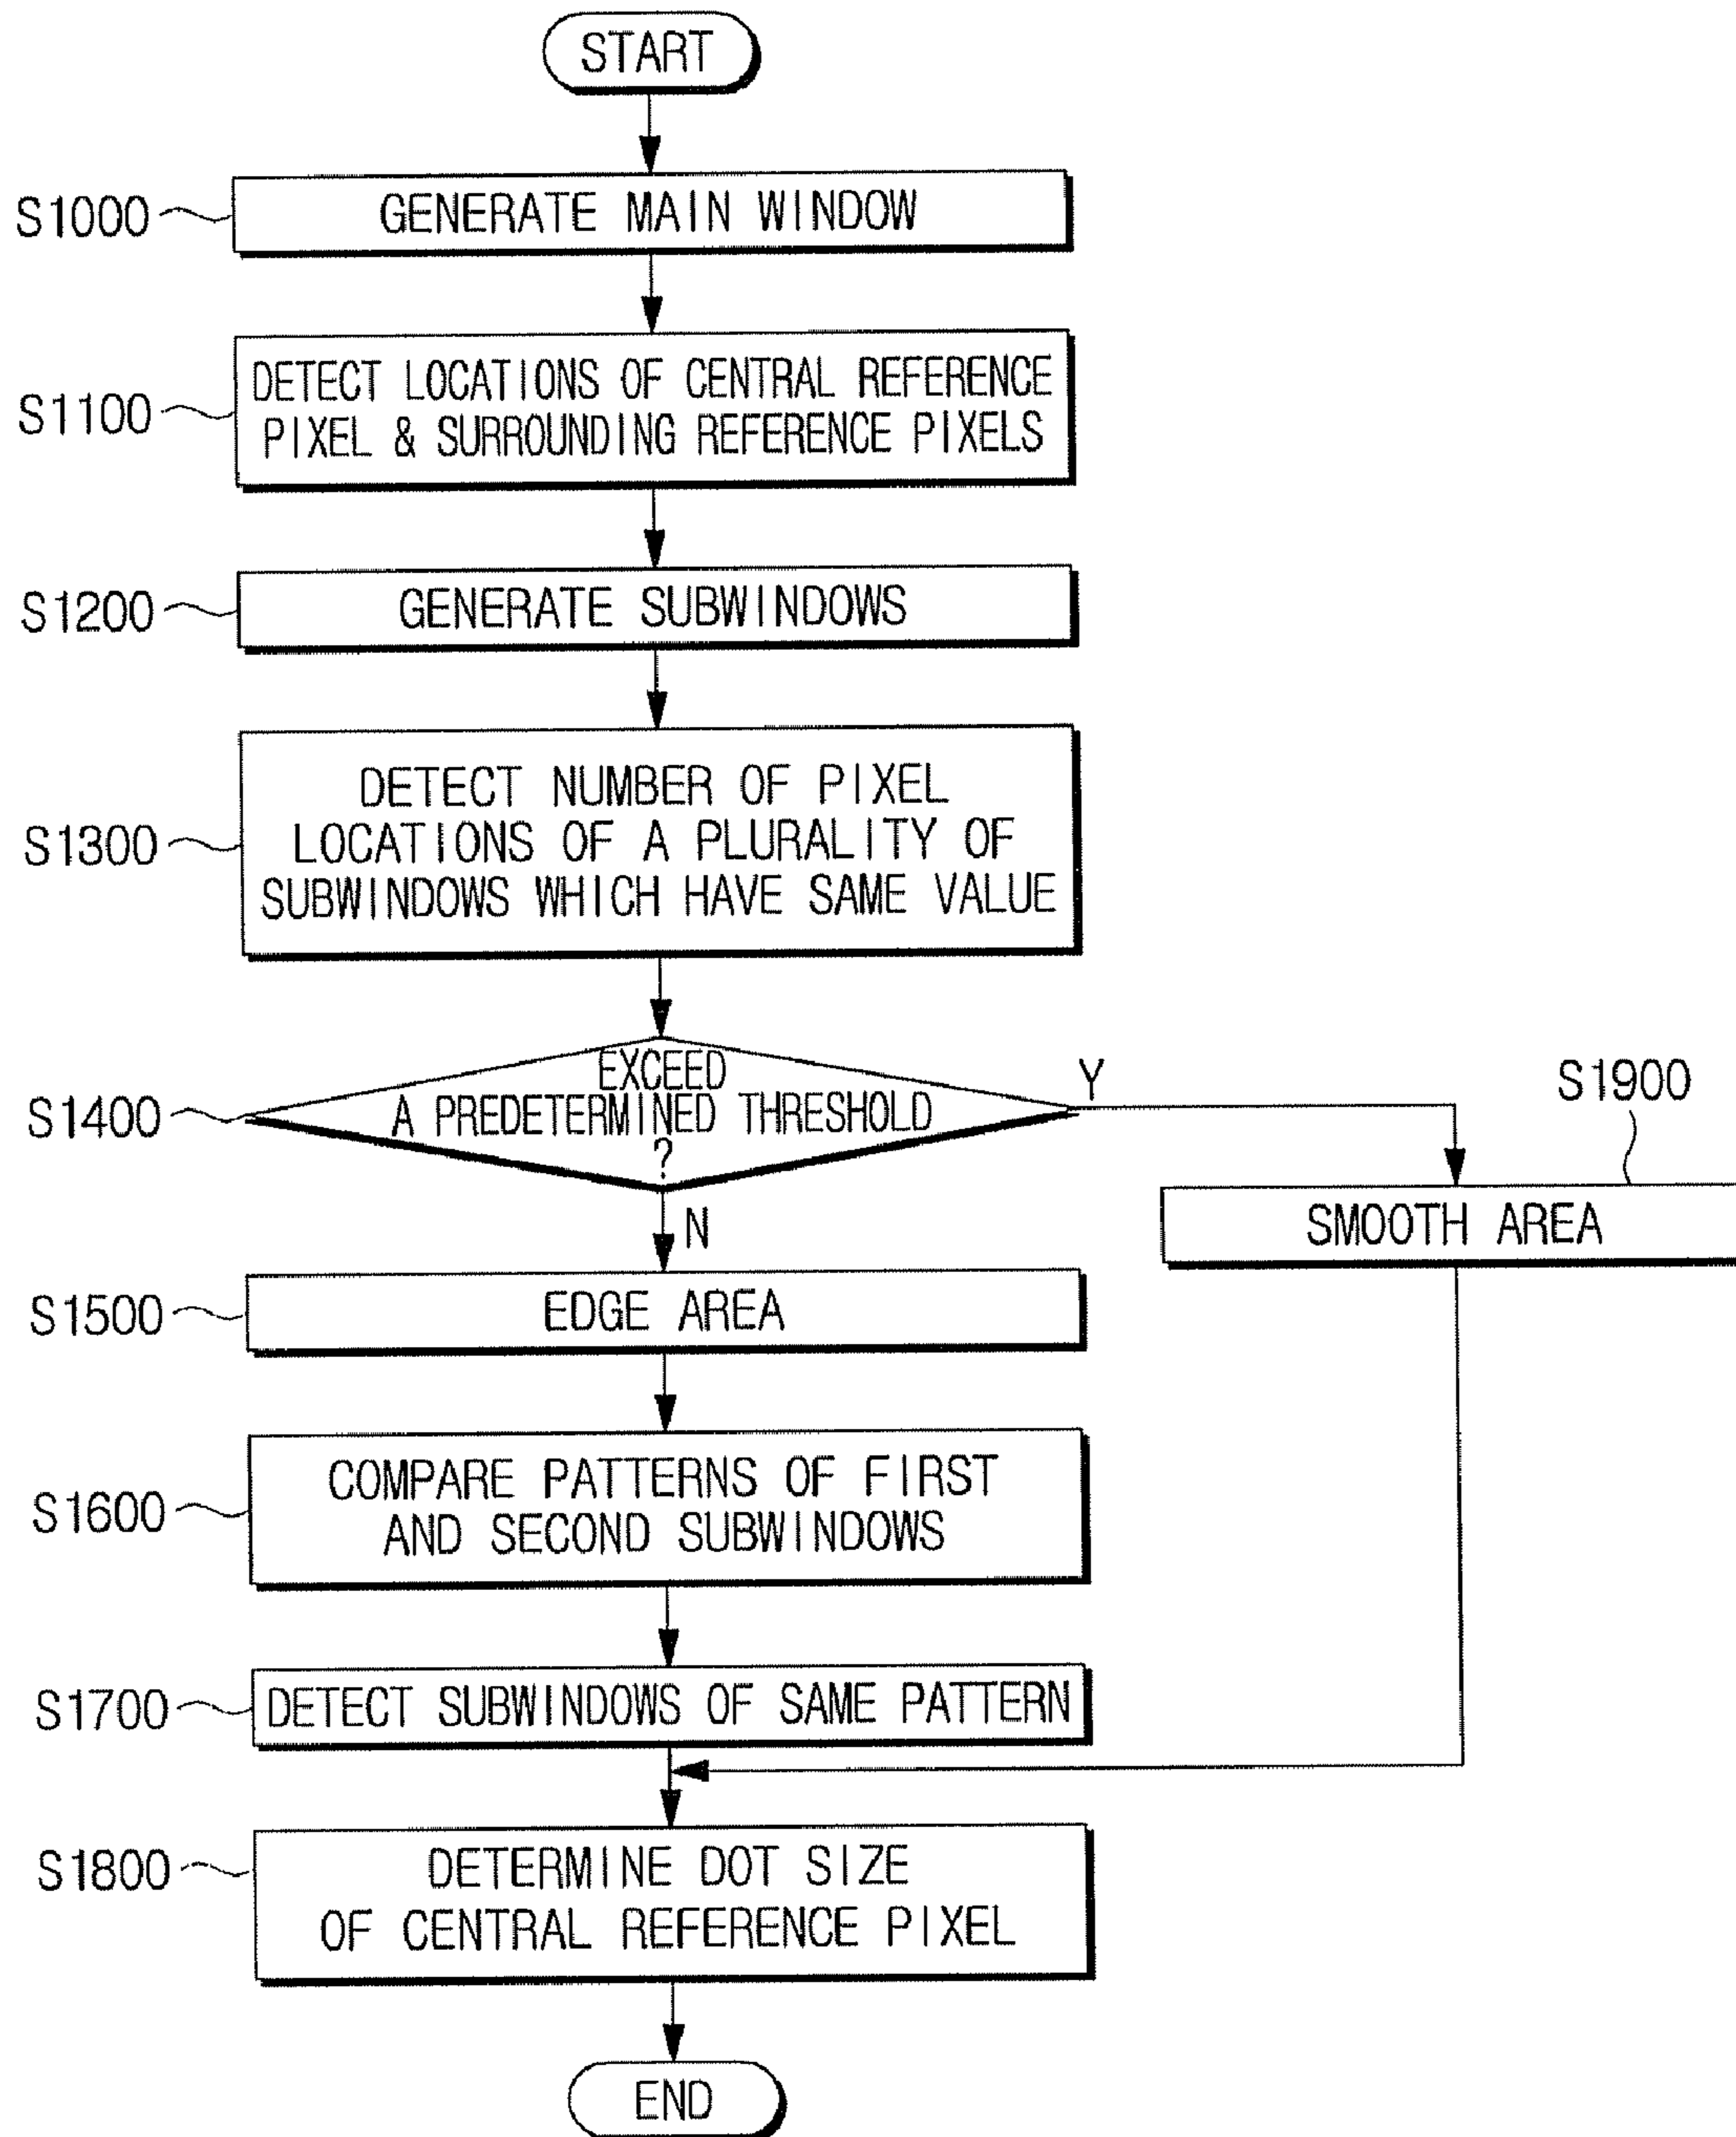 START
S1000
GENERATE MAIN WINDOW
S1100
DETECT LOCATIONS OF CENTRAL REFERENCE
PIXEL & SURROUNDING REFERENCE PIXELS
S1200
GENERATE SUBWINDOWS
S1300
DETECT NUMBER OF PIXEL
LOCATIONS OF A PLURALITY OF
SUBWINDOWS WHICH HAVE SAME VALUE
S1400
EXCEED
A PREDETERMINED THRESHOLD
?
Y
N
S1900
SMOOTH AREA
S1500
EDGE AREA
S1600
COMPARE PATTERNS OF FIRST
AND SECOND SUBWINDOWS
S1700
DETECT SUBWINDOWS OF SAME PATTERN
S1800
DETERMINE DOT SIZE
OF CENTRAL REFERENCE PIXEL
END